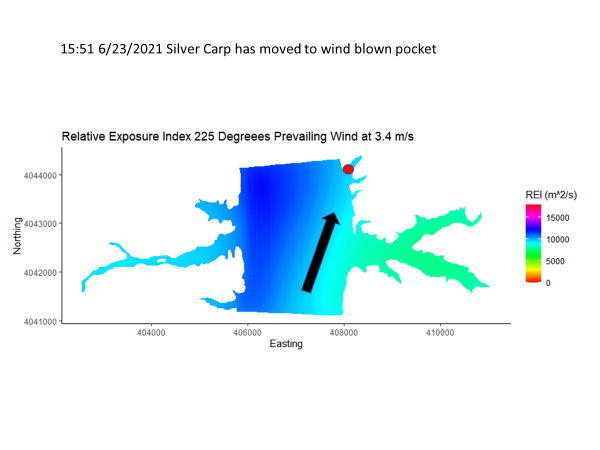 15:51 6/23/2021 Silver Carp has moved to wind blown pocket
Relative Exposure Index 225 Degreees Prevailing Wind at 3.4 m/s
4044000
4043000
4042000
4041000
Northing
404000 406000 408000 410000
Easting
REI (m^2/s)
15000
10000
5000
0